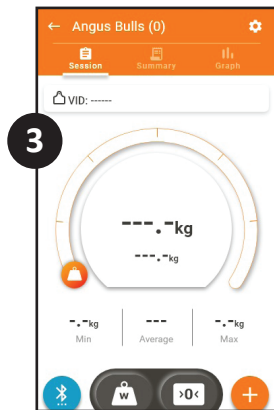 ← Angus Bulls (0)
Session Summary Graph
VID: ------
3
---.-kg
---.-kg
-.-kg --- -.-kg
Min Average Max
W >0< +